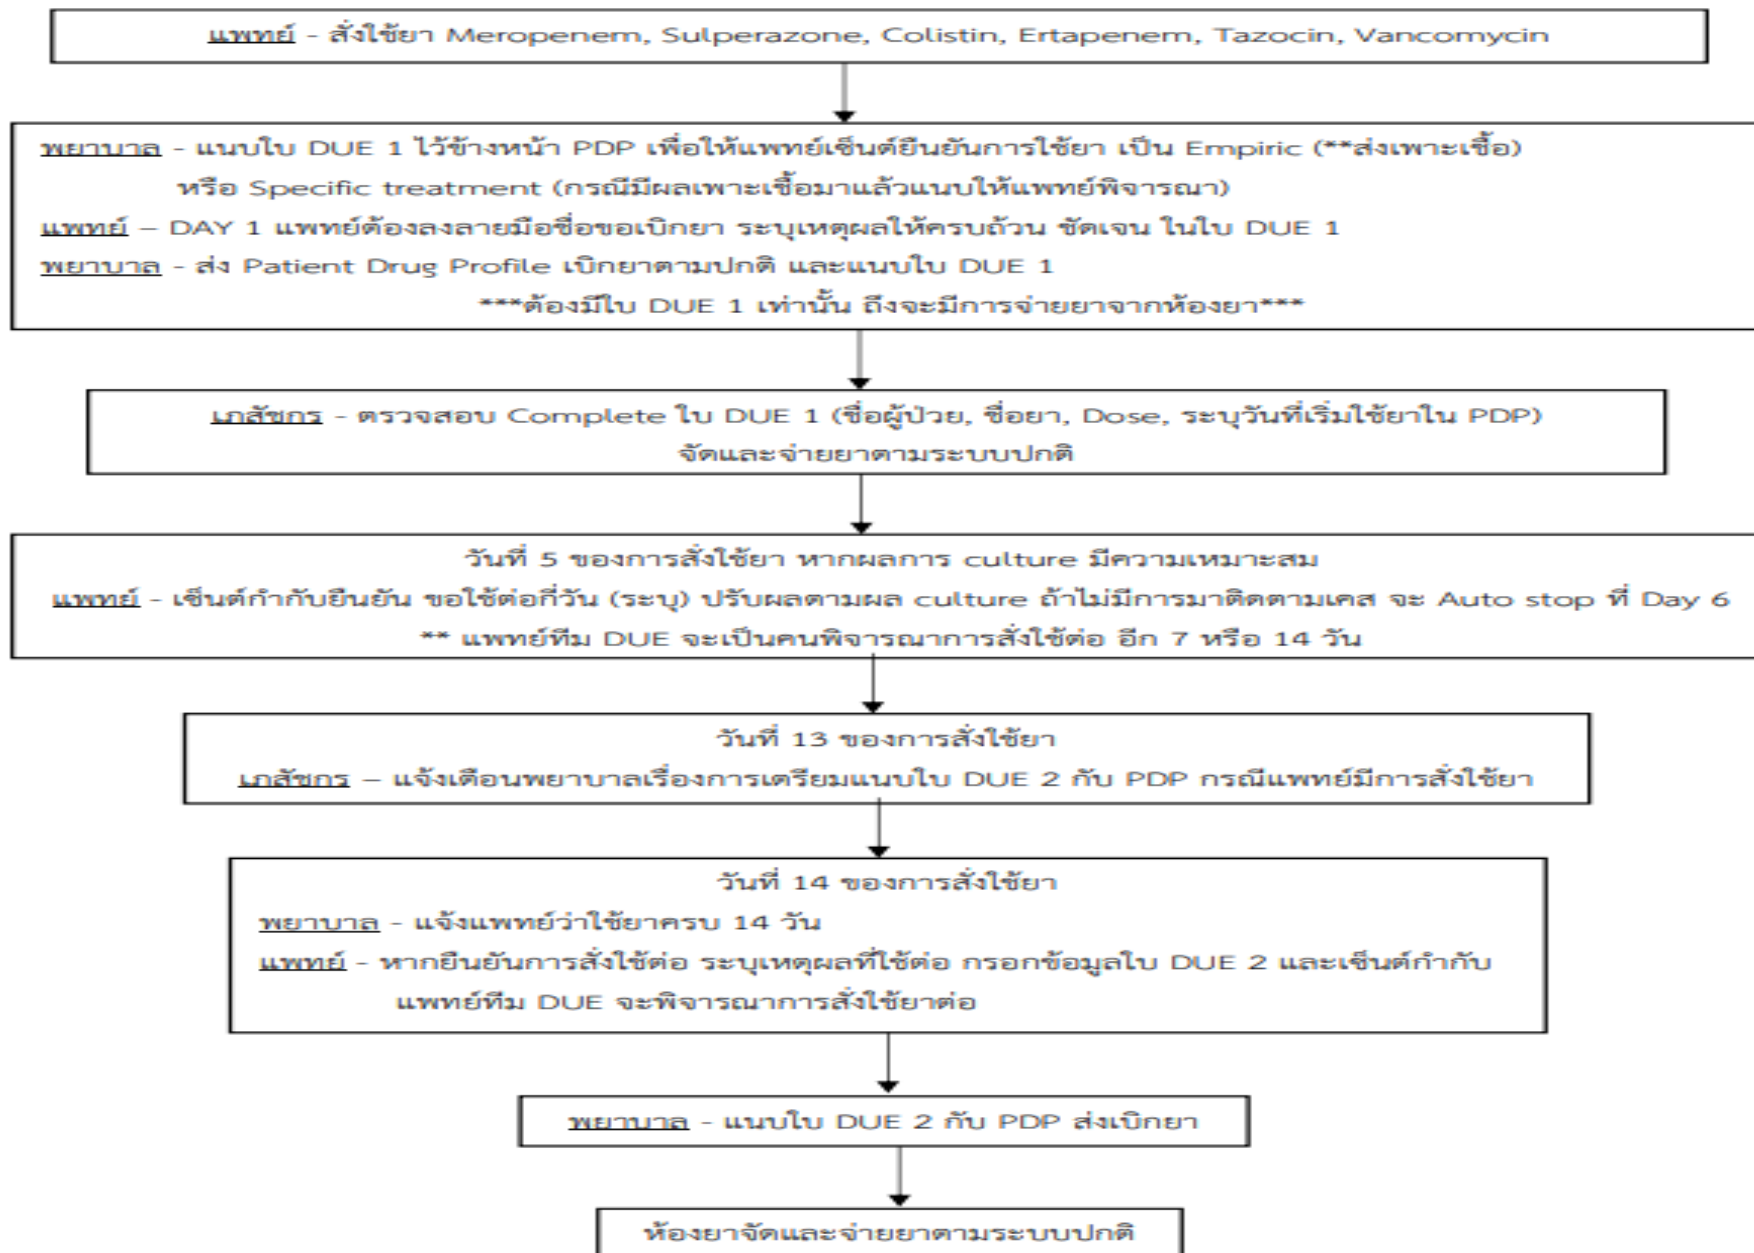 แพทย์ - สั่งใช้ยา Meropenem, Sulperazone, Colistin, Ertapenem, Tazocin, Vancomycin
พยาบาล - แนบใบ DUE 1 ไว้ข้างหน้า PDP เพื่อให้แพทย์เซ็นต์ยืนยันการใช้ยา เป็น Empiric (**ส่งเพาะเชื้อ)
หรือ Specific treatment (กรณีมีผลเพาะเชื้อมาแล้วแนบให้แพทย์พิจารณา)
แพทย์ – DAY 1 แพทย์ต้องลงลายมือชื่อขอเบิกยา ระบุเหตุผลให้ครบถ้วน ชัดเจน ในใบ DUE 1
พยาบาล - ส่ง Patient Drug Profile เบิกยาตามปกติ และแนบใบ DUE 1
***ต้องมีใบ DUE 1 เท่านั้น ถึงจะมีการจ่ายยาจากห้องยา***
เภสัชกร - ตรวจสอบ Complete ใบ DUE 1 (ชื่อผู้ป่วย, ชื่อยา, Dose, ระบุวันที่เริ่มใช้ยาใน PDP)
จัดและจ่ายยาตามระบบปกติ
วันที่ 5 ของการสั่งใช้ยา หากผลการ culture มีความเหมาะสม
แพทย์ - เซ็นต์กำกับยืนยัน ขอใช้ต่อกี่วัน (ระบุ) ปรับผลตามผล culture ถ้าไม่มีการมาติดตามเคส จะ Auto stop ที่ Day 6
** แพทย์ทีม DUE จะเป็นคนพิจารณาการสั่งใช้ต่อ อีก 7 หรือ 14 วัน
วันที่ 13 ของการสั่งใช้ยา
เภสัชกร – แจ้งเตือนพยาบาลเรื่องการเตรียมแนบใบ DUE 2 กับ PDP กรณีแพทย์มีการสั่งใช้ยา
วันที่ 14 ของการสั่งใช้ยา
พยาบาล - แจ้งแพทย์ว่าใช้ยาครบ 14 วัน
แพทย์ - หากยืนยันการสั่งใช้ต่อ ระบุเหตุผลที่ใช้ต่อ กรอกข้อมูลใบ DUE 2 และเซ็นต์กำกับ
แพทย์ทีม DUE จะพิจารณาการสั่งใช้ยาต่อ
พยาบาล - แนบใบ DUE 2 กับ PDP ส่งเบิกยา
ห้องยาจัดและจ่ายยาตามระบบปกติ